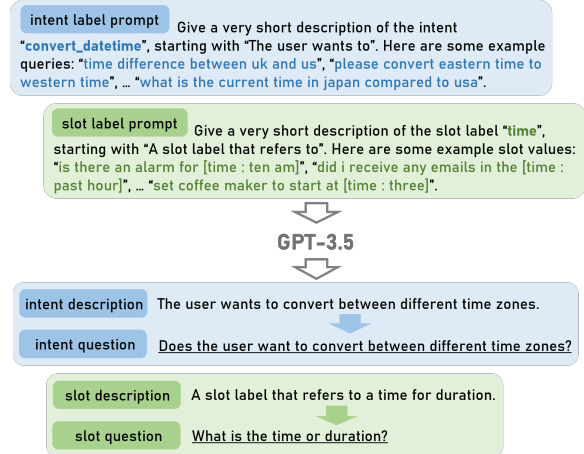 intent label prompt Give a very short description of the intent
“convert_datetime”, starting with “The user wants to”. Here are some example
queries: “time difference between uk and us”, “please convert eastern time to
western time”, … “what is the current time in japan compared to usa”.
slot label prompt Give a very short description of the slot label “time”,
starting with “A slot label that refers to”. Here are some example slot values:
“is there an alarm for [time : ten am]”, “did i receive any emails in the [time :
past hour]”, … “set coffee maker to start at [time : three]”.
GPT-3.5
intent description The user wants to convert between different time zones.
intent question Does the user want to convert between different time zones?
slot description A slot label that refers to a time for duration.
slot question What is the time or duration?